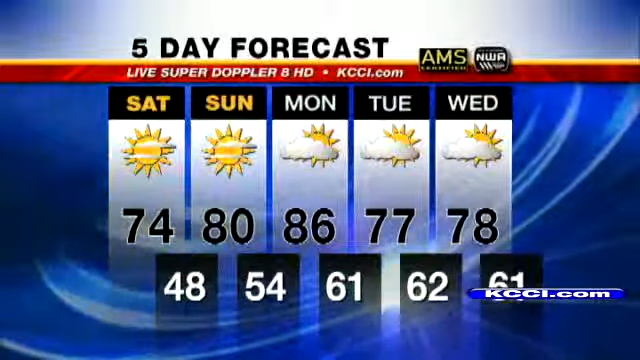 5 DAY FORECAST
AMS
CERTIFIED
NWA
LIVE SUPER DOPPLER 8 HD • KCCI.com
SAT SUN MON TUE WED
74 80 86 77 78
48 54 61 62 61
KCCI.com